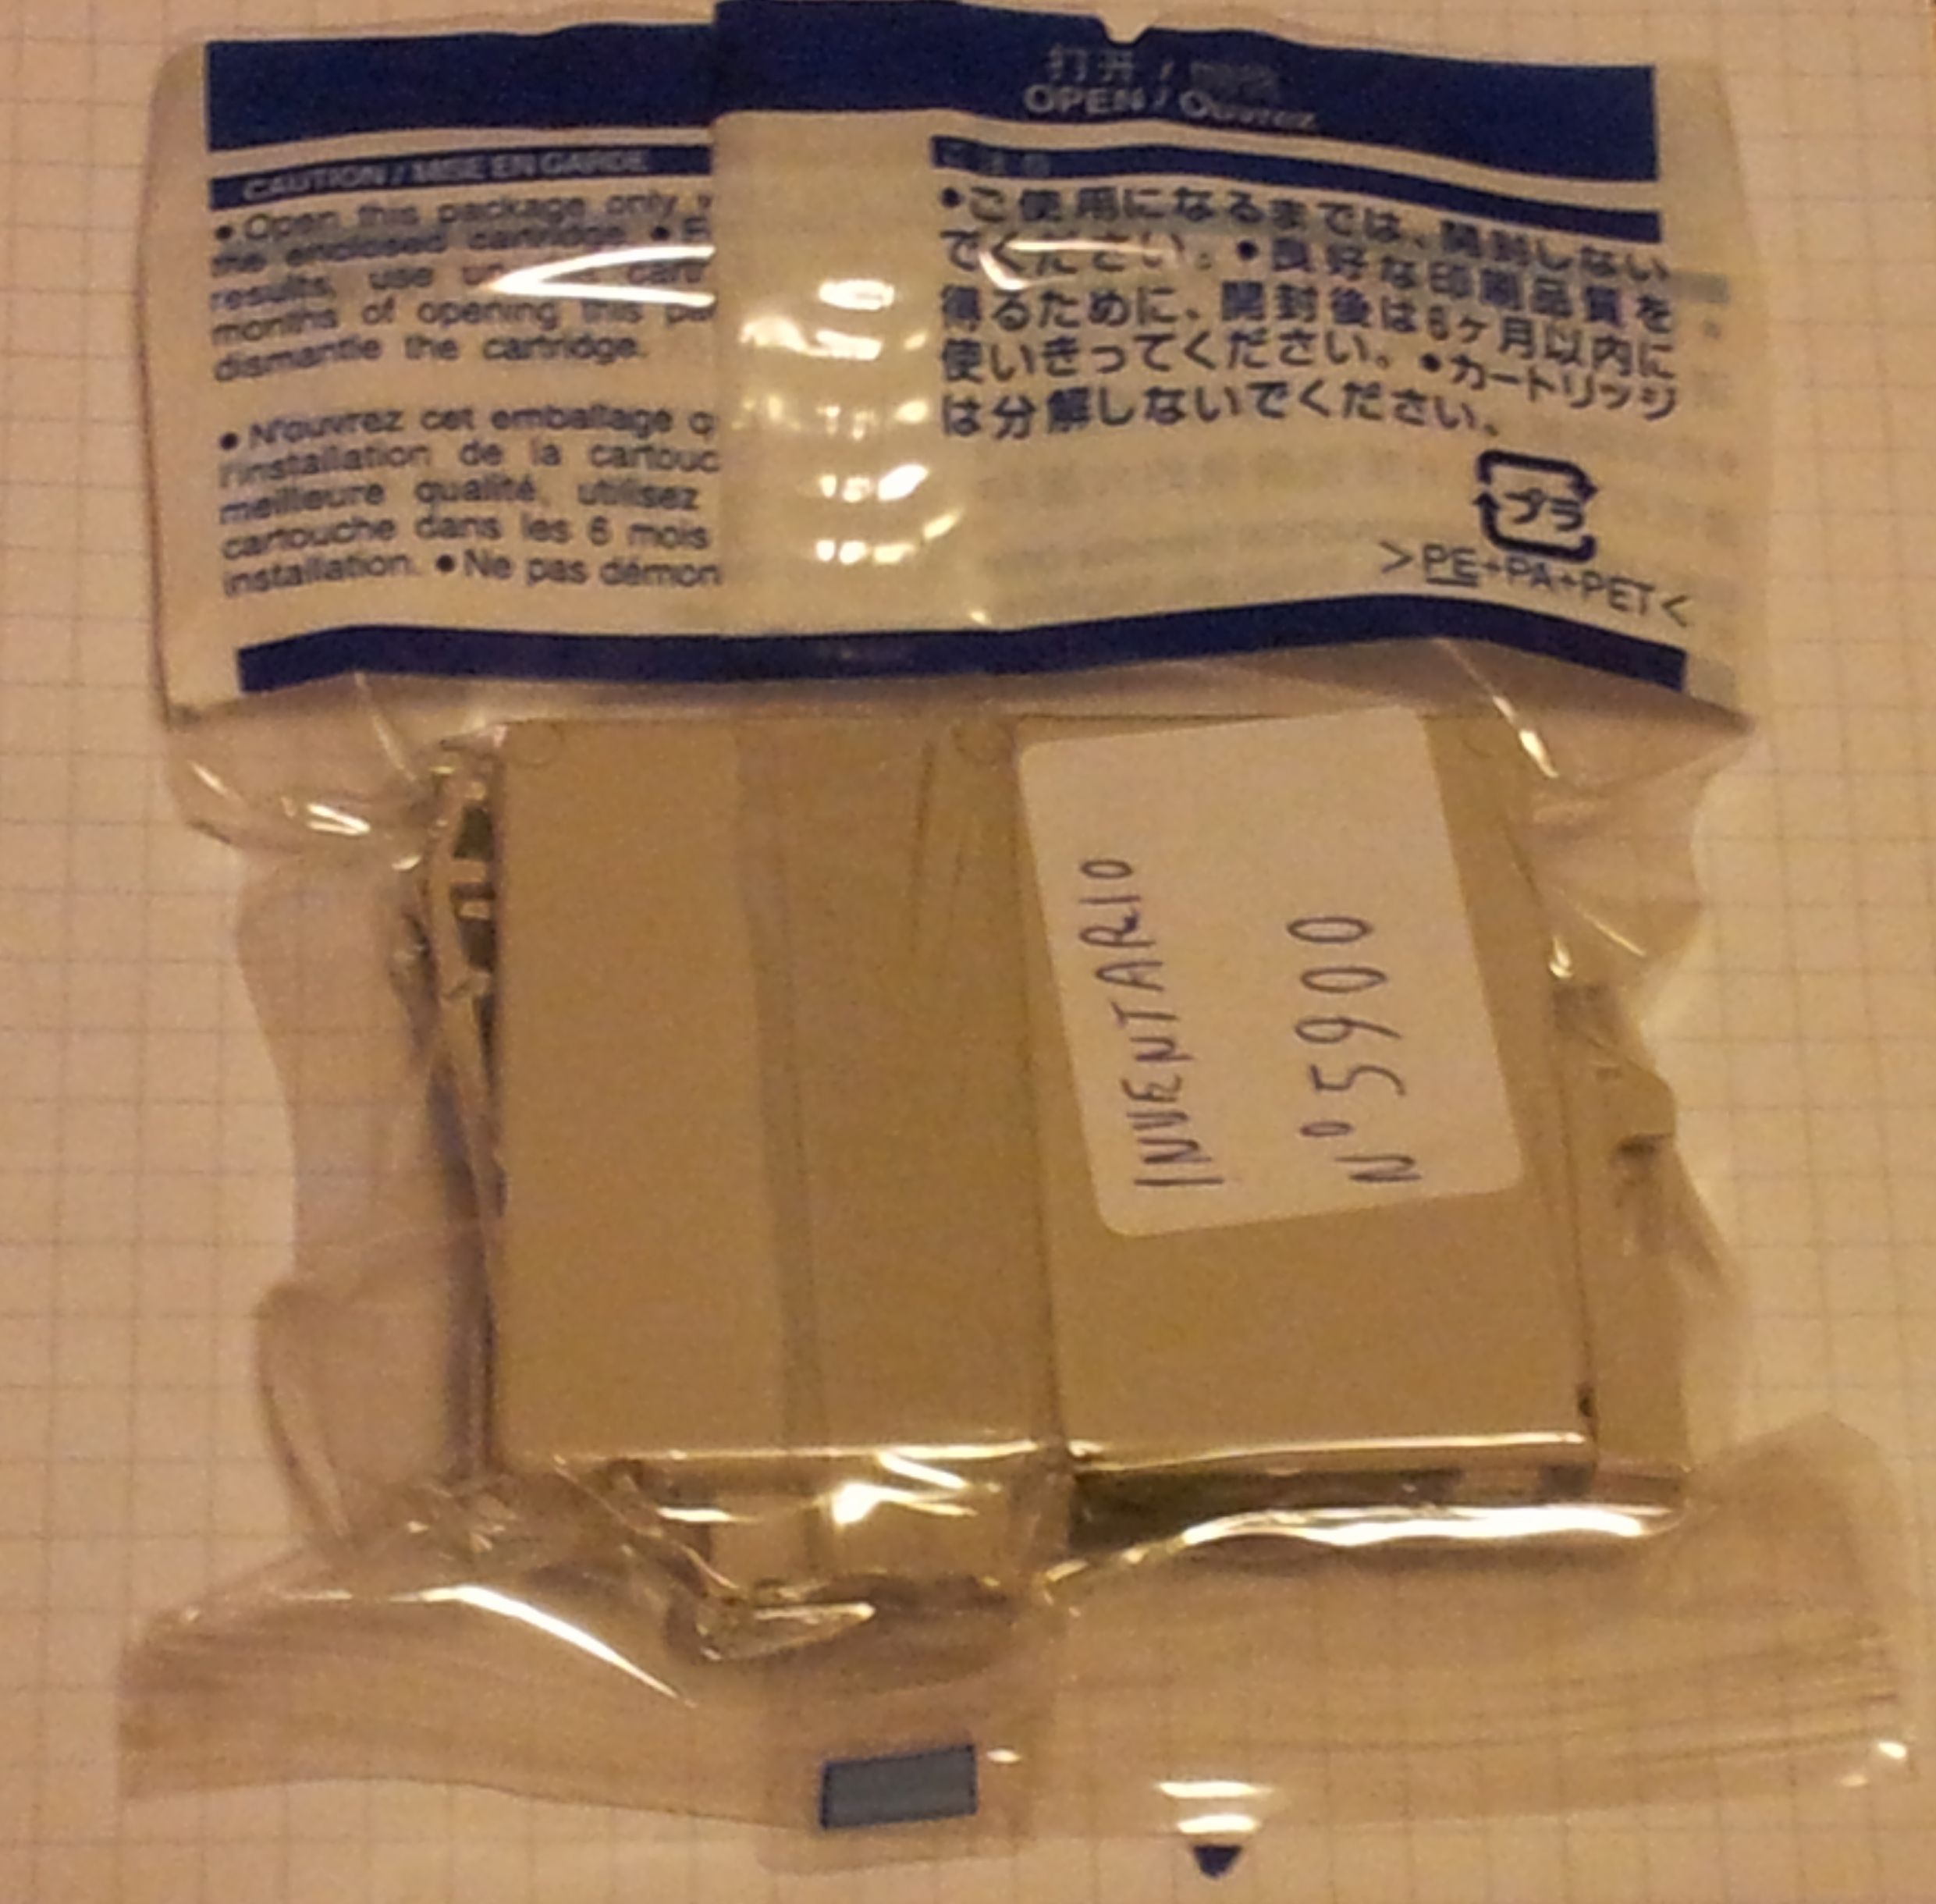 打开 /
OPEN / Ouvrez
CAUTION / MISE EN GARDE
•Open this package only
the enclosed cartridge. •
results, use cart
months of opening this
dismantle the cartridge.
•N'ouvrez cet emballage q
l'installation de la cartouc
meilleure qualité, utilisez
cartouche dans les 6 mois
installation. •Ne pas démon
•ご使用になるまでは、開封しない
でください。•良好な印刷品質を
得るために、開封後は6ヶ月以内に
使いきってください。•カートリッジ
は分解しないでください。
プラ
>PE+PA+PET<
INVENTARIO
N°5900